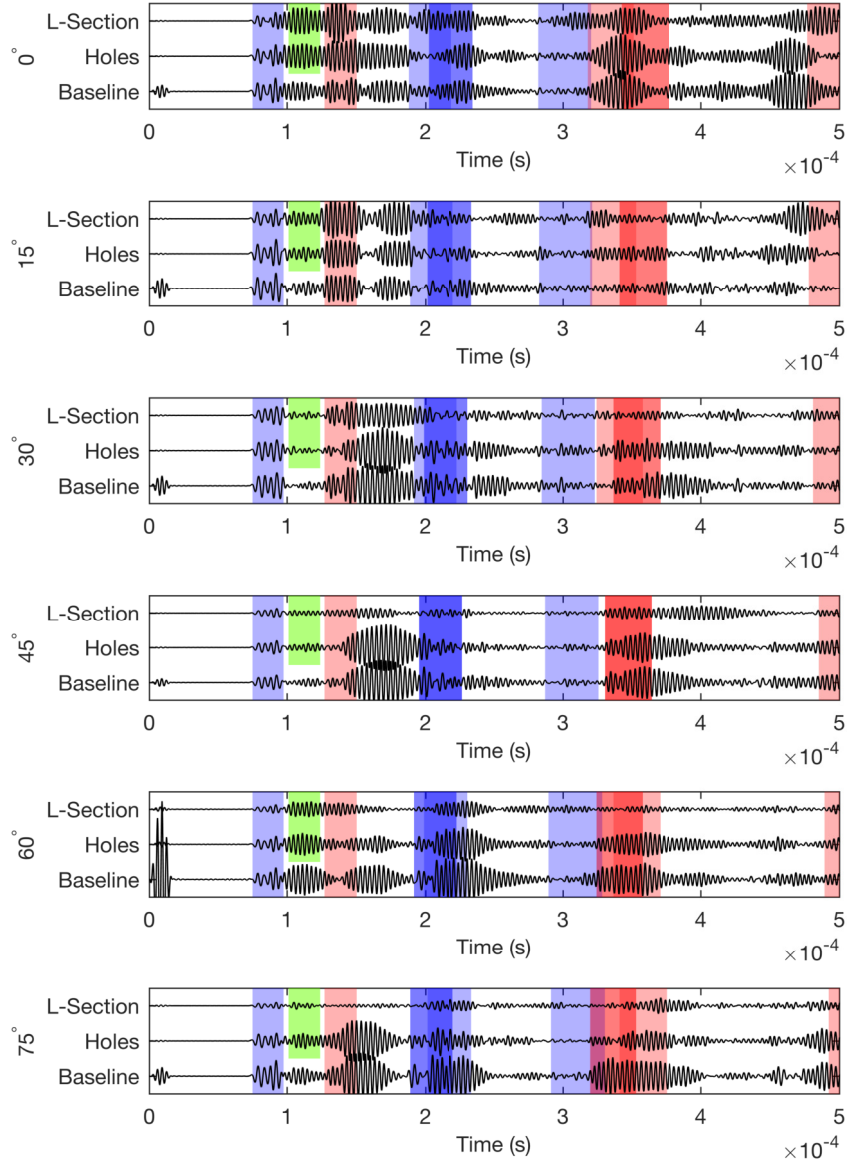 0°
L-Section
Holes
Baseline
0 1 2 3 4 5
Time (s)
×10-4
15°
L-Section
Holes
Baseline
0 1 2 3 4 5
Time (s)
×10-4
30°
L-Section
Holes
Baseline
0 1 2 3 4 5
Time (s)
×10-4
45°
L-Section
Holes
Baseline
0 1 2 3 4 5
Time (s)
×10-4
60°
L-Section
Holes
Baseline
0 1 2 3 4 5
Time (s)
×10-4
75°
L-Section
Holes
Baseline
0 1 2 3 4 5
Time (s)
×10-4